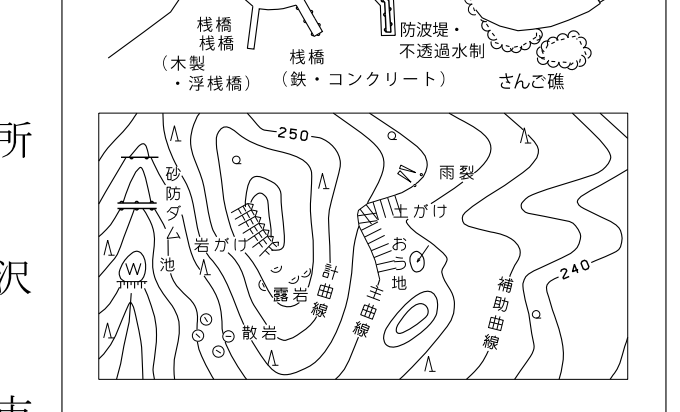 桟橋
桟橋
（木製
・浮桟橋）
桟橋
（鉄・コンクリート）
防波堤・
不透過水制
さんご礁
所
沢
250
砂防ダム
池
W
岩がけ
露岩
散岩
計曲線
主曲線
雨裂
土がけ
おう地
補助曲線
240